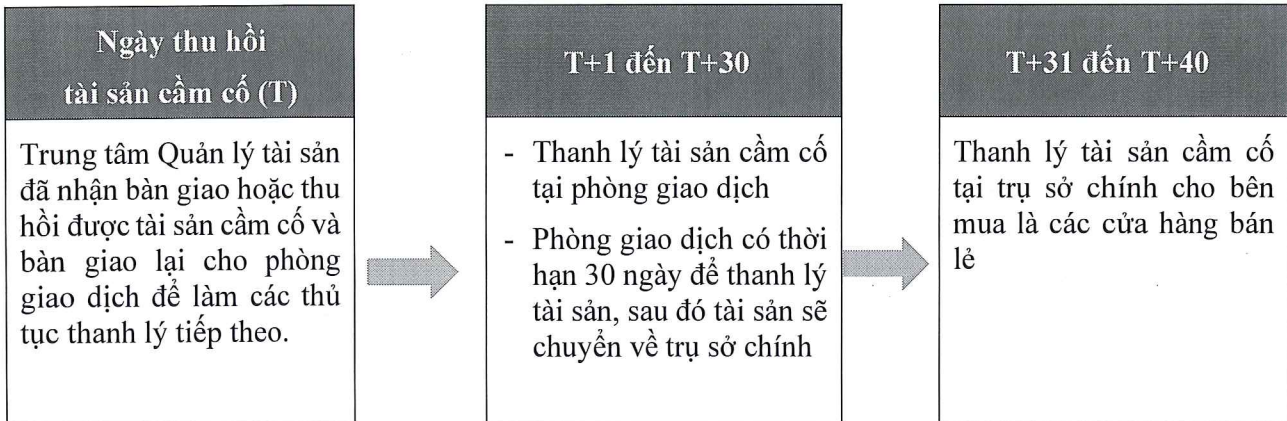 Ngày thu hồi
tài sản cầm cố (T)
Trung tâm Quản lý tài sản
đã nhận bàn giao hoặc thu
hồi được tài sản cầm cố và
bàn giao lại cho phòng
giao dịch để làm các thủ
tục thanh lý tiếp theo.
T+1 đến T+30
- Thanh lý tài sản cầm cố
tại phòng giao dịch
- Phòng giao dịch có thời
hạn 30 ngày để thanh lý
tài sản, sau đó tài sản sẽ
chuyển về trụ sở chính
T+31 đến T+40
Thanh lý tài sản cầm cố
tại trụ sở chính cho bên
mua là các cửa hàng bán
lẻ